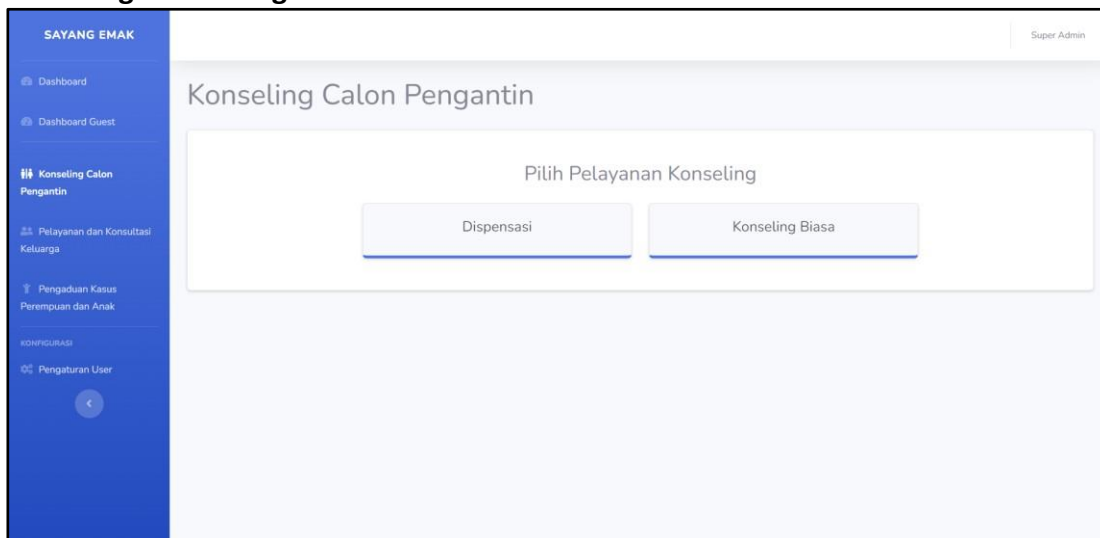 SAYANG EMAK
Super Admin
Dashboard
Dashboard Guest
Konseling Calon
Pengantin
Pelayanan dan Konsultasi
Keluarga
Pengaduan Kasus
Perempuan dan Anak
KONFIGURASI
Pengaturan User
Konseling Calon Pengantin
Pilih Pelayanan Konseling
Dispensasi
Konseling Biasa